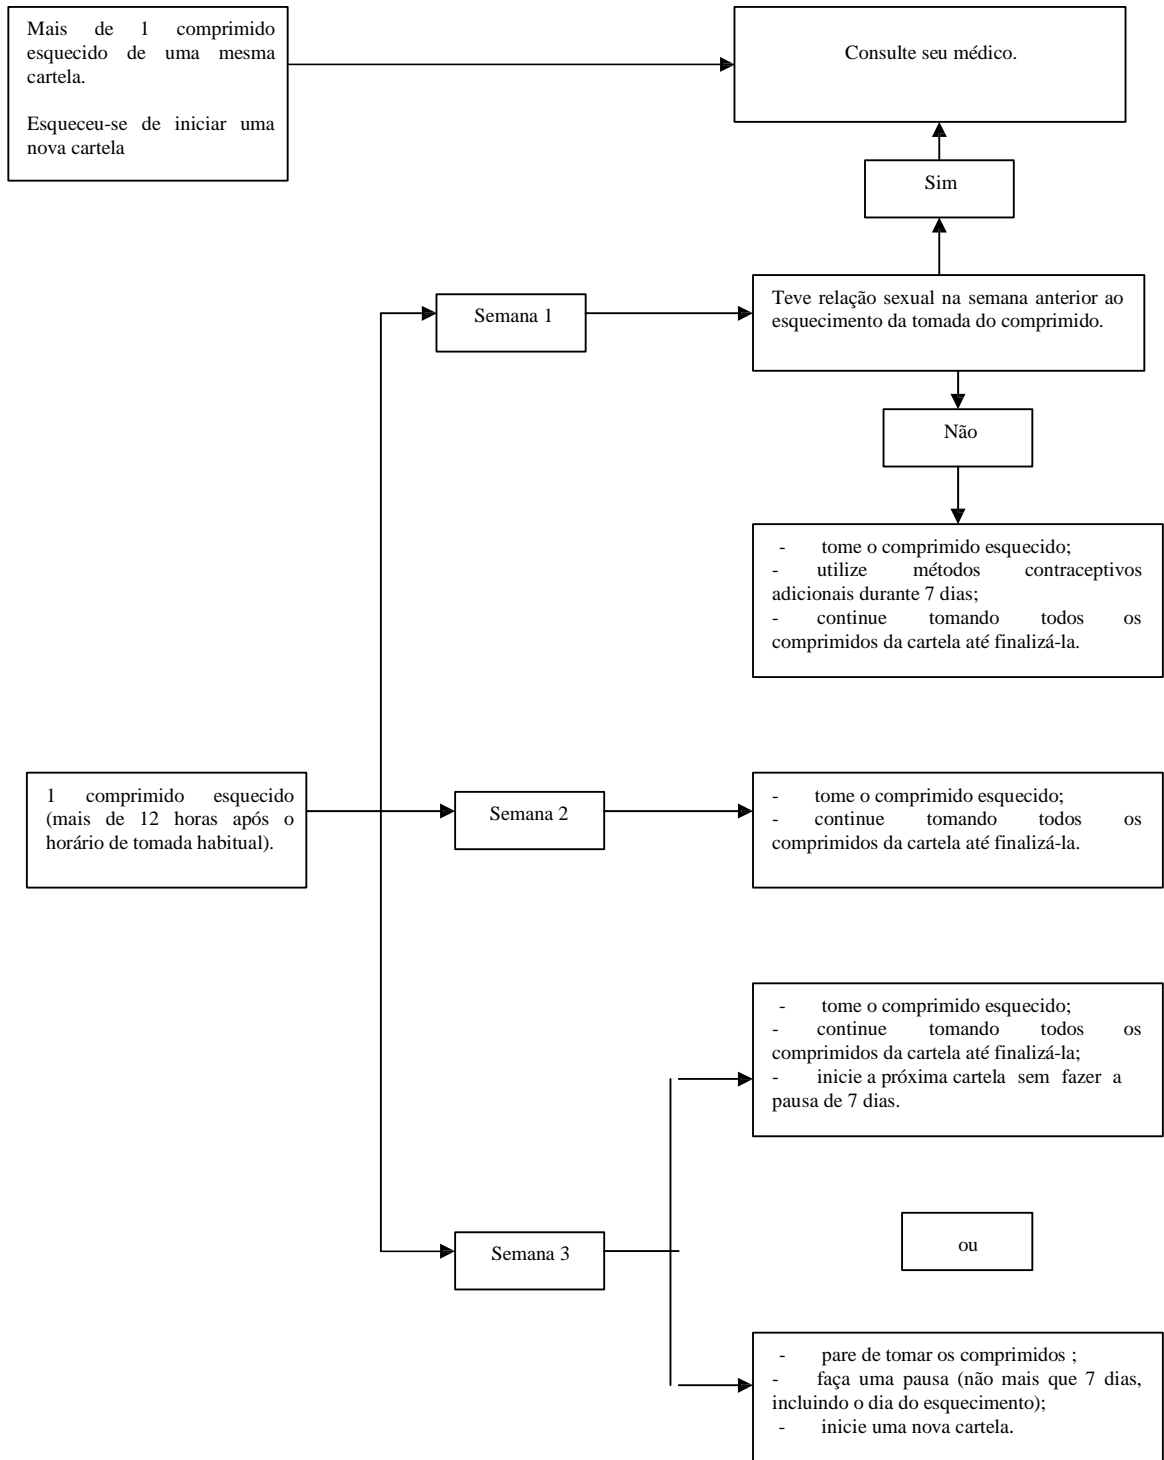 Mais de 1 comprimido
esquecido de uma mesma
cartela.
Esqueceu-se de iniciar uma
nova cartela
Consulte seu médico.
Sim
Teve relação sexual na semana anterior ao
esquecimento da tomada do comprimido.
Semana 1
Não
- tome o comprimido esquecido;
- utilize métodos contraceptivos
adicionais durante 7 dias;
- continue tomando todos os
comprimidos da cartela até finalizá-la.
1 comprimido esquecido
(mais de 12 horas após o
horário de tomada habitual).
Semana 2
- tome o comprimido esquecido;
- continue tomando todos os
comprimidos da cartela até finalizá-la.
- tome o comprimido esquecido;
- continue tomando todos os
comprimidos da cartela até finalizá-la;
- inicie a próxima cartela sem fazer a
pausa de 7 dias.
Semana 3
ou
- pare de tomar os comprimidos ;
- faça uma pausa (não mais que 7 dias,
incluindo o dia do esquecimento);
- inicie uma nova cartela.